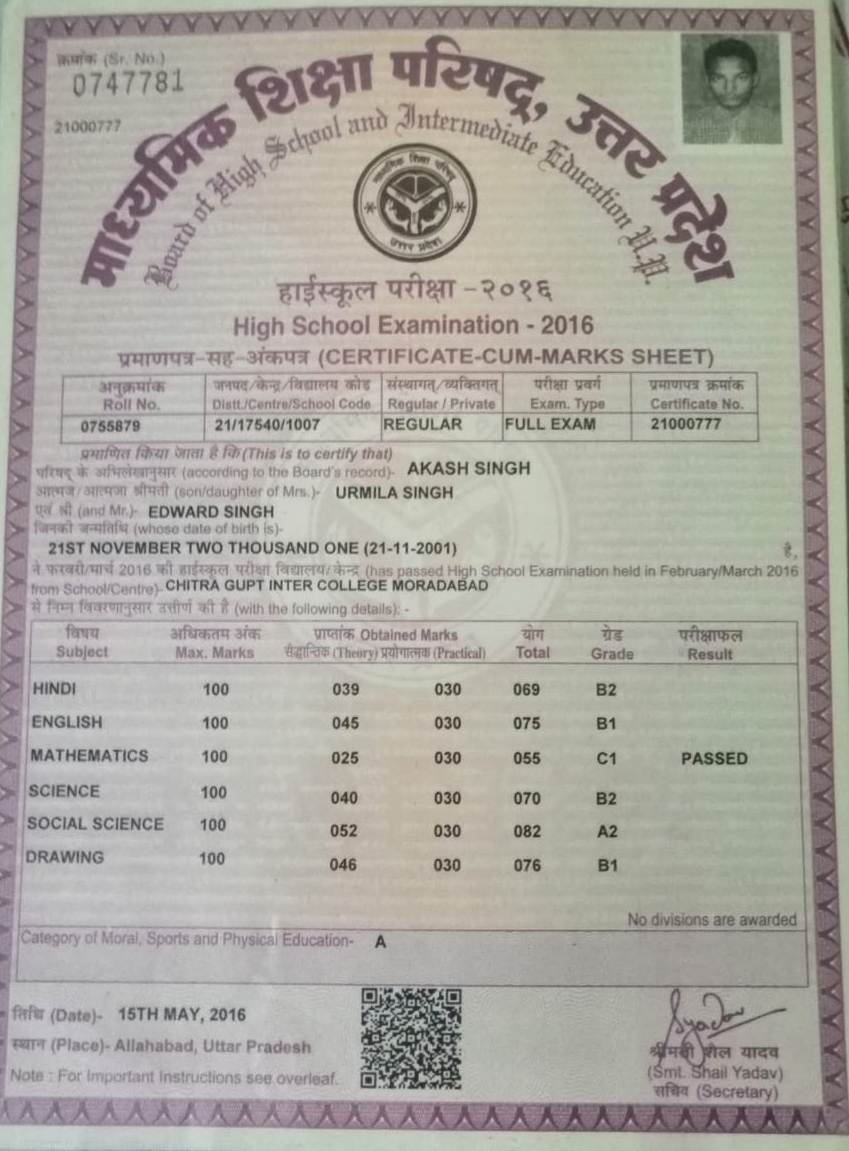 क्रमांक (Sr. No.)
0747781
21000777
माध्यमिक शिक्षा परिषद्, उत्तर प्रदेश
Board of High School and Intermediate Education U.P.
माध्यमिक शिक्षा परिषद्
उत्तर प्रदेश
हाईस्कूल परीक्षा -२०१६
High School Examination - 2016
प्रमाणपत्र-सह-अंकपत्र (CERTIFICATE-CUM-MARKS SHEET)
अनुक्रमांक जनपद/केन्द्र/विद्यालय कोड संस्थागत/व्यक्तिगत परीक्षा प्रवर्ग प्रमाणपत्र क्रमांक
Roll No. Distt./Centre/School Code Regular / Private Exam. Type Certificate No.
0755879 21/17540/1007 REGULAR FULL EXAM 21000777
प्रमाणित किया जाता है कि (This is to certify that)
परिषद् के अभिलेखानुसार (according to the Board's record)- AKASH SINGH
आत्मज/आत्मजा श्रीमती (son/daughter of Mrs.)- URMILA SINGH
एवं श्री (and Mr.)- EDWARD SINGH
जिनकी जन्मतिथि (whose date of birth is)-
21ST NOVEMBER TWO THOUSAND ONE (21-11-2001) है,
ने फरवरी/मार्च 2016 की हाईस्कूल परीक्षा विद्यालय/केन्द्र (has passed High School Examination held in February/March 2016
from School/Centre)- CHITRA GUPT INTER COLLEGE MORADABAD
से निम्न विवरणानुसार उत्तीर्ण की है (with the following details): -
विषय अधिकतम अंक प्राप्तांक Obtained Marks योग ग्रेड परीक्षाफल
Subject Max. Marks सैद्धान्तिक (Theory) प्रयोगात्मक (Practical) Total Grade Result
HINDI 100 039 030 069 B2
ENGLISH 100 045 030 075 B1
MATHEMATICS 100 025 030 055 C1 PASSED
SCIENCE 100 040 030 070 B2
SOCIAL SCIENCE 100 052 030 082 A2
DRAWING 100 046 030 076 B1
No divisions are awarded
Category of Moral, Sports and Physical Education- A
तिथि (Date)- 15TH MAY, 2016
स्थान (Place)- Allahabad, Uttar Pradesh
Note : For Important Instructions see overleaf.
Syadav
श्रीमती शैल यादव
(Smt. Shail Yadav)
सचिव (Secretary)